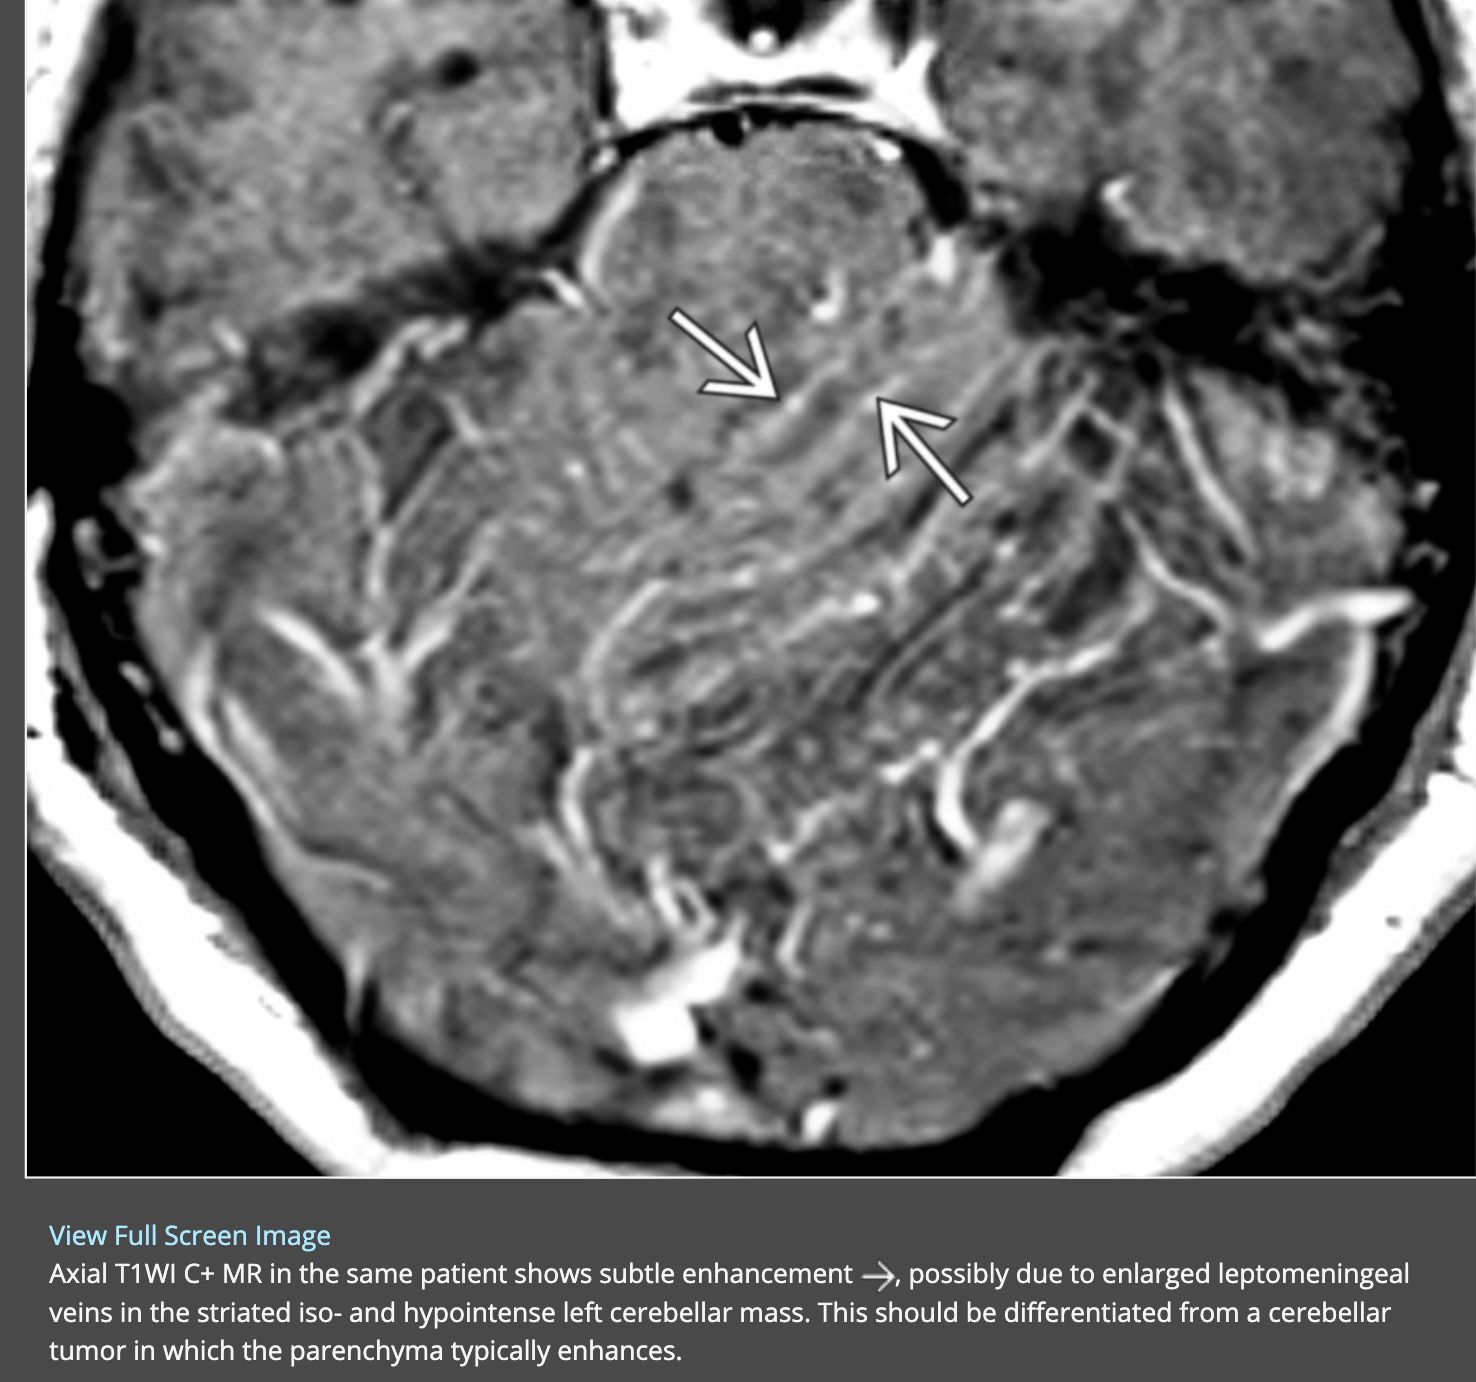 View Full Screen Image
Axial T1WI C+ MR in the same patient shows subtle enhancement →, possibly due to enlarged leptomeningeal
veins in the striated iso- and hypointense left cerebellar mass. This should be differentiated from a cerebellar
tumor in which the parenchyma typically enhances.